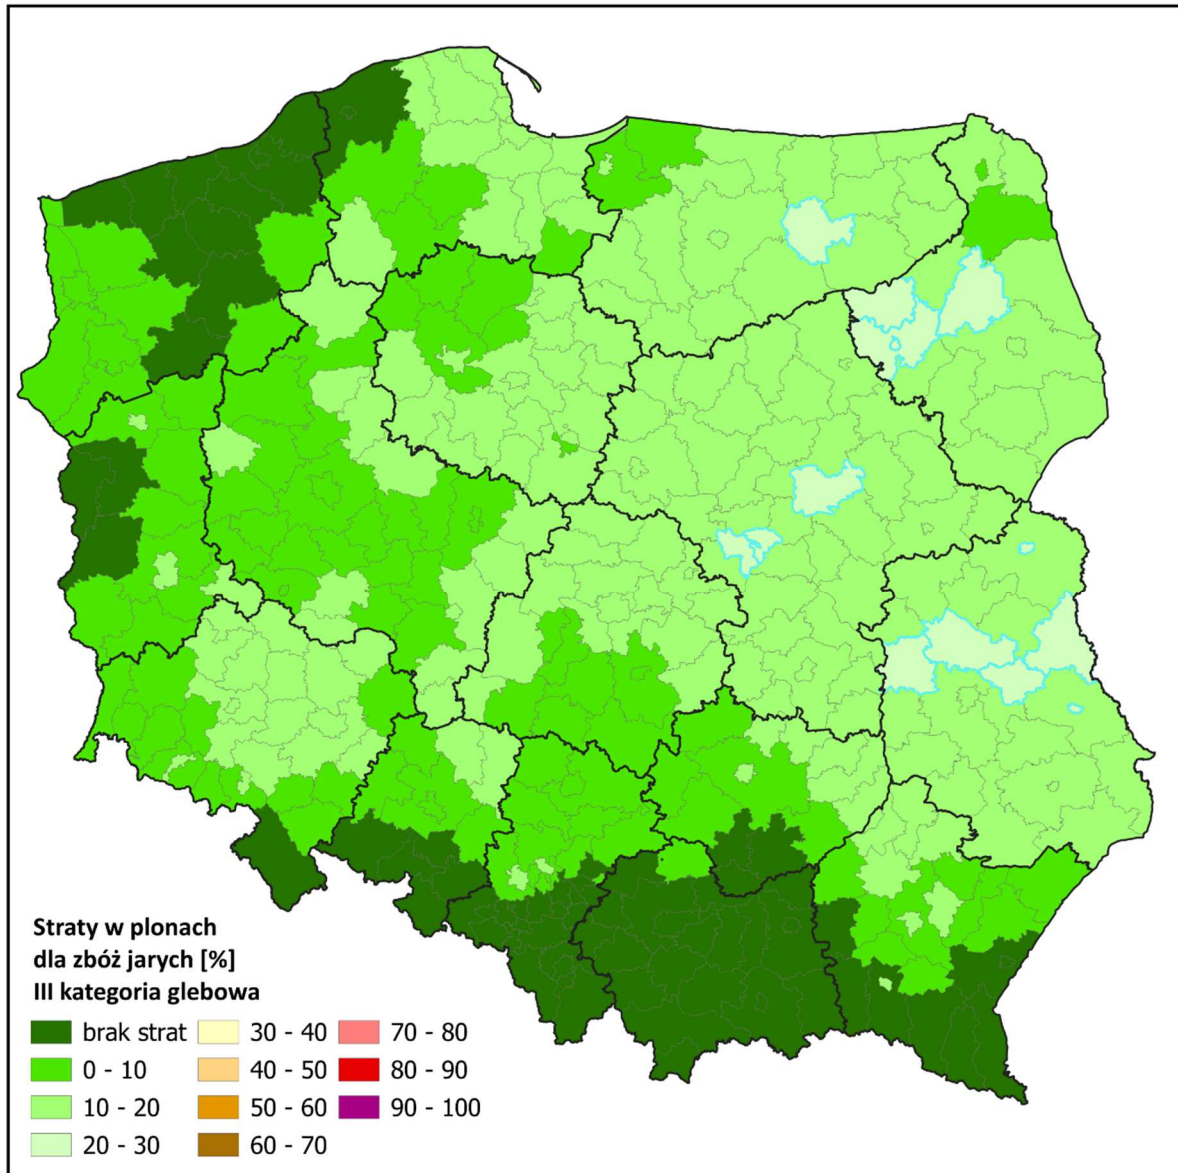 Straty w plonach
dla zbóż jarych [%]
III kategoria glebowa
brak strat
0 - 10
10 - 20
20 - 30
30 - 40
40 - 50
50 - 60
60 - 70
70 - 80
80 - 90
90 - 100